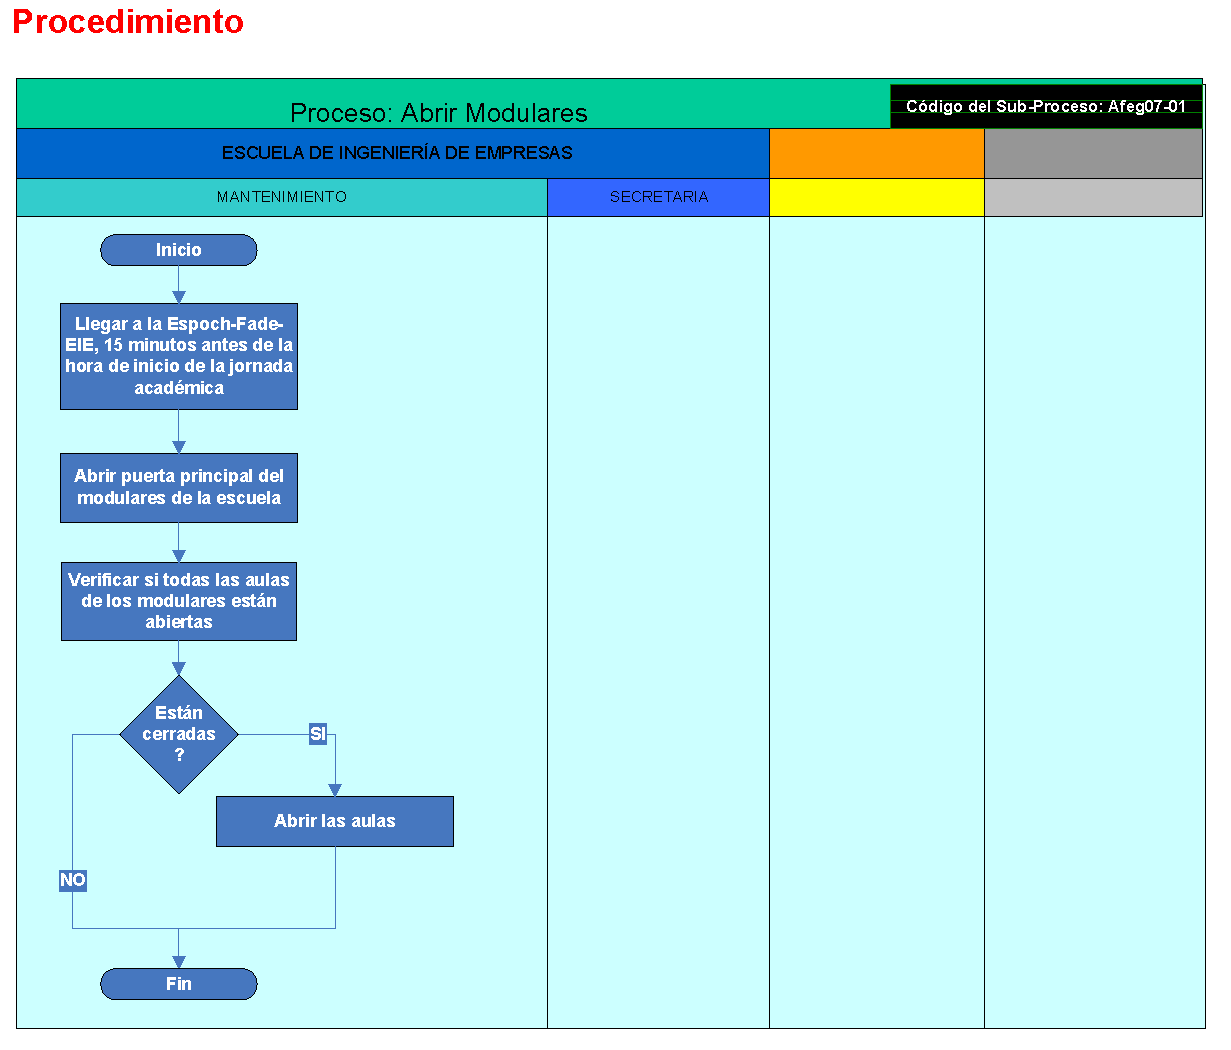 Procedimiento
Proceso: Abrir Modulares
Código del Sub-Proceso: Afeg07-01
ESCUELA DE INGENIERÍA DE EMPRESAS
MANTENIMIENTO
SECRETARIA
Inicio
Llegar a la Espoch-Fade-
EIE, 15 minutos antes de la
hora de inicio de la jornada
académica
Abrir puerta principal del
modulares de la escuela
Verificar si todas las aulas
de los modulares están
abiertas
Están
cerradas
?
SI
Abrir las aulas
NO
Fin